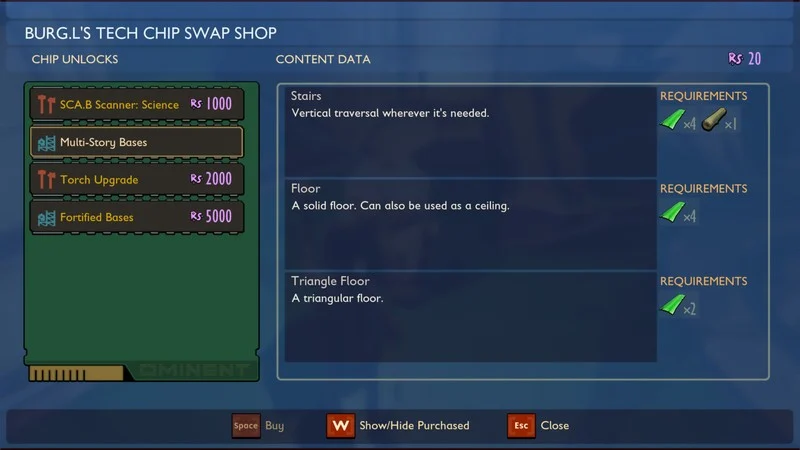 BURG.L'S TECH CHIP SWAP SHOP
CHIP UNLOCKS
CONTENT DATA
RS 20
SCA.B Scanner: Science RS 1000
Multi-Story Bases
Torch Upgrade RS 2000
Fortified Bases RS 5000
OMINENT
Stairs
Vertical traversal wherever it's needed.
REQUIREMENTS
x4 x1
Floor
A solid floor. Can also be used as a ceiling.
REQUIREMENTS
x4
Triangle Floor
A triangular floor.
REQUIREMENTS
x2
Space Buy W Show/Hide Purchased Esc Close